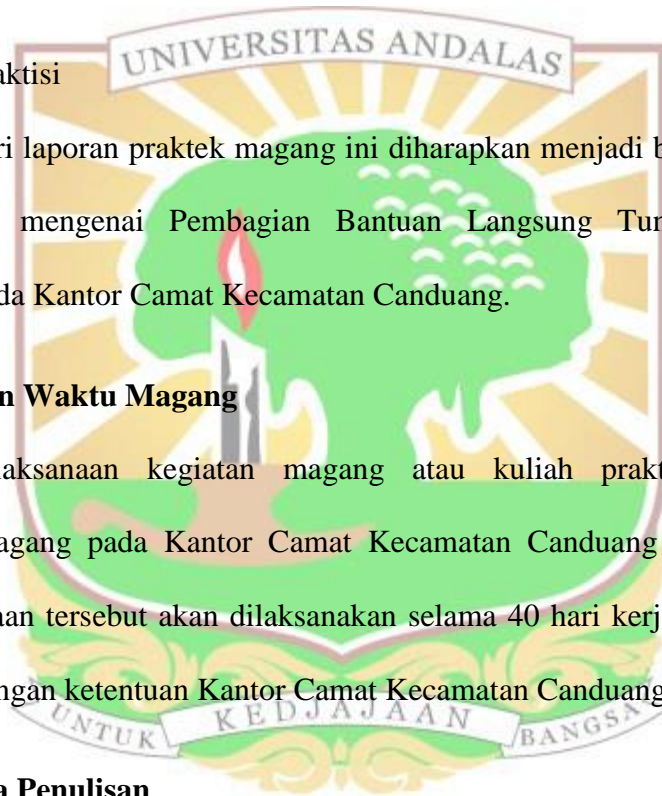 UNIVERSITAS ANDALAS
aktisi
ri laporan praktek magang ini diharapkan menjadi b
mengenai Pembagian Bantuan Langsung Tun
da Kantor Camat Kecamatan Canduang.
n Waktu Magang
laksanaan kegiatan magang atau kuliah prakt
agang pada Kantor Camat Kecamatan Canduang
aan tersebut akan dilaksanakan selama 40 hari kerj
ngan ketentuan Kantor Camat Kecamatan Canduang
UNTUK KEDJAJAAN BANGSA
a Penulisan